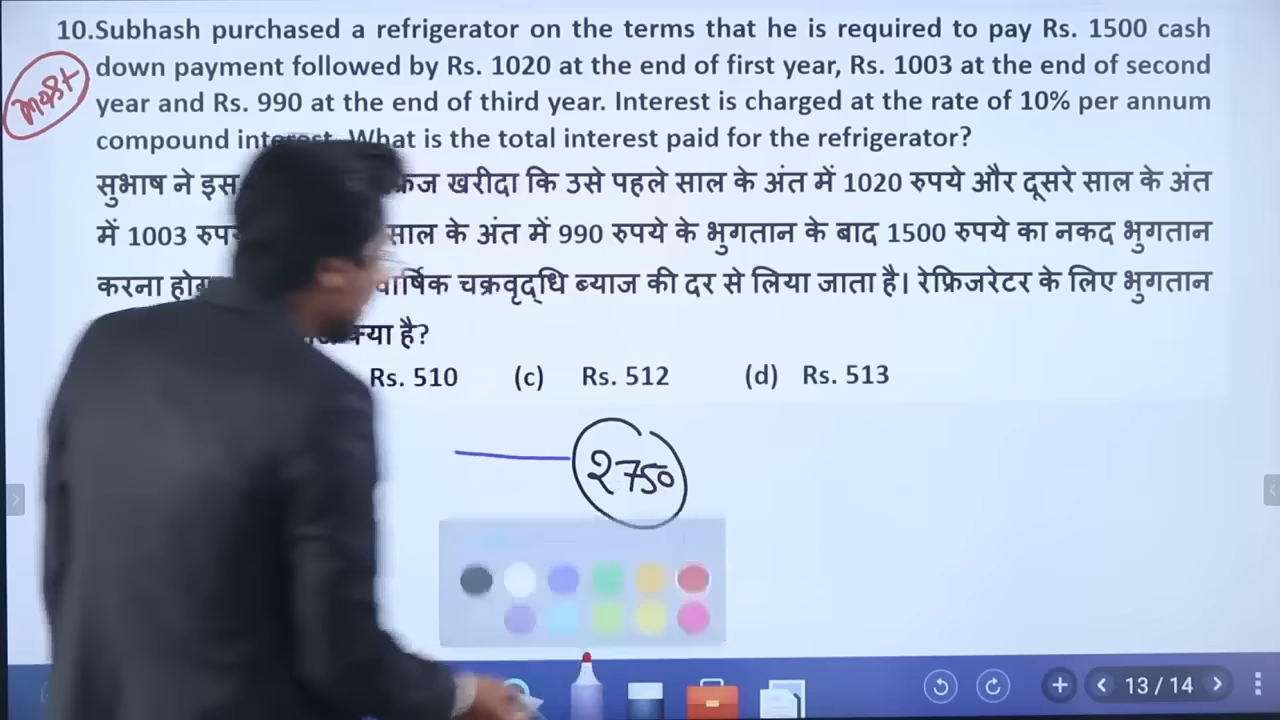 10.Subhash purchased a refrigerator on the terms that he is required to pay Rs. 1500 cash
down payment followed by Rs. 1020 at the end of first year, Rs. 1003 at the end of second
year and Rs. 990 at the end of third year. Interest is charged at the rate of 10% per annum
compound interest. What is the total interest paid for the refrigerator?
सुभाष ने इस क्रिज खरीदा कि उसे पहले साल के अंत में 1020 रुपये और दूसरे साल के अंत
में 1003 साल के अंत में 990 रुपये के भुगतान के बाद 1500 रुपये का नकद भुगतान
करना वार्षिक चक्रवृद्धि ब्याज की दर से लिया जाता है। रेफ्रिजरेटर के लिए भुगतान
क्या है?
Rs. 510 (c) Rs. 512 (d) Rs. 513
2750
13 / 14